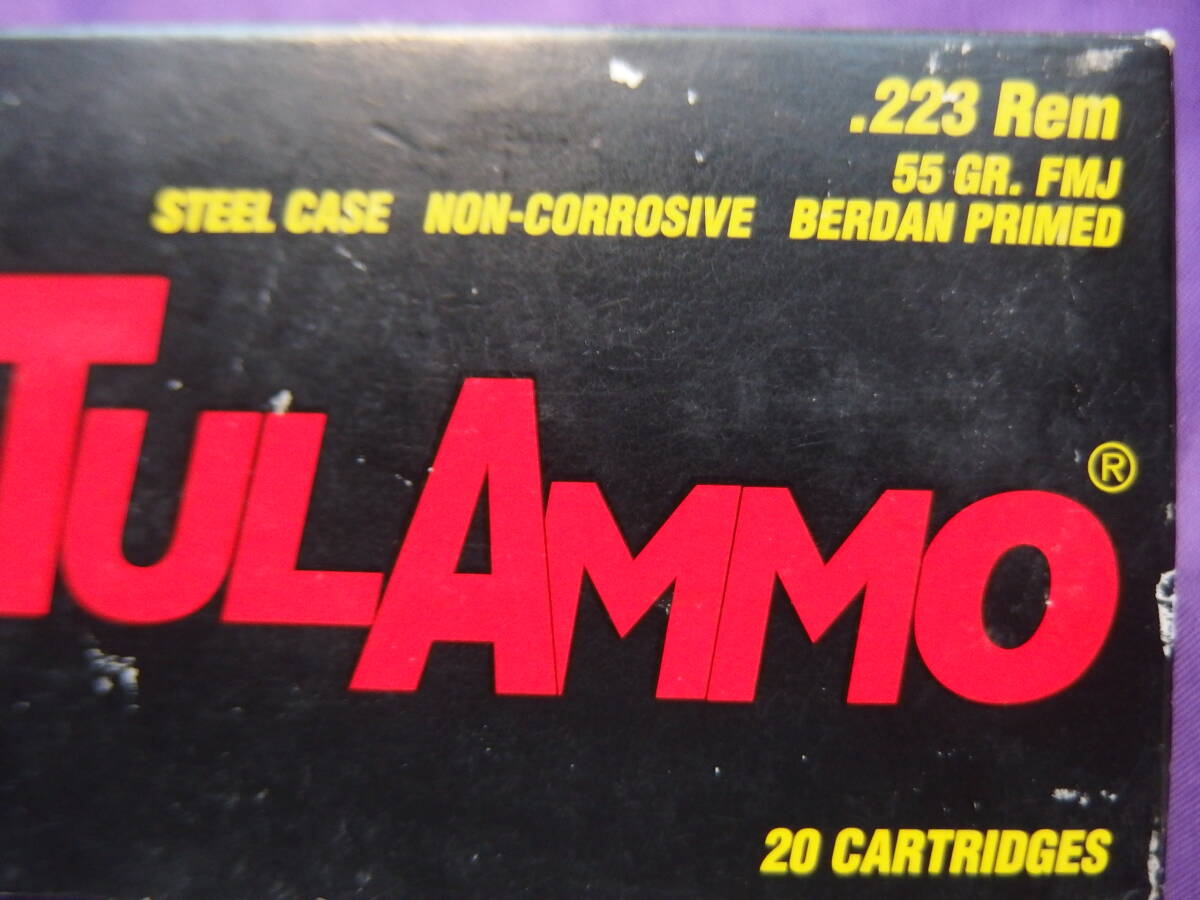 .223 Rem
55 GR. FMJ
STEEL CASE NON-CORROSIVE BERDAN PRIMED
TULAMMO®
20 CARTRIDGES